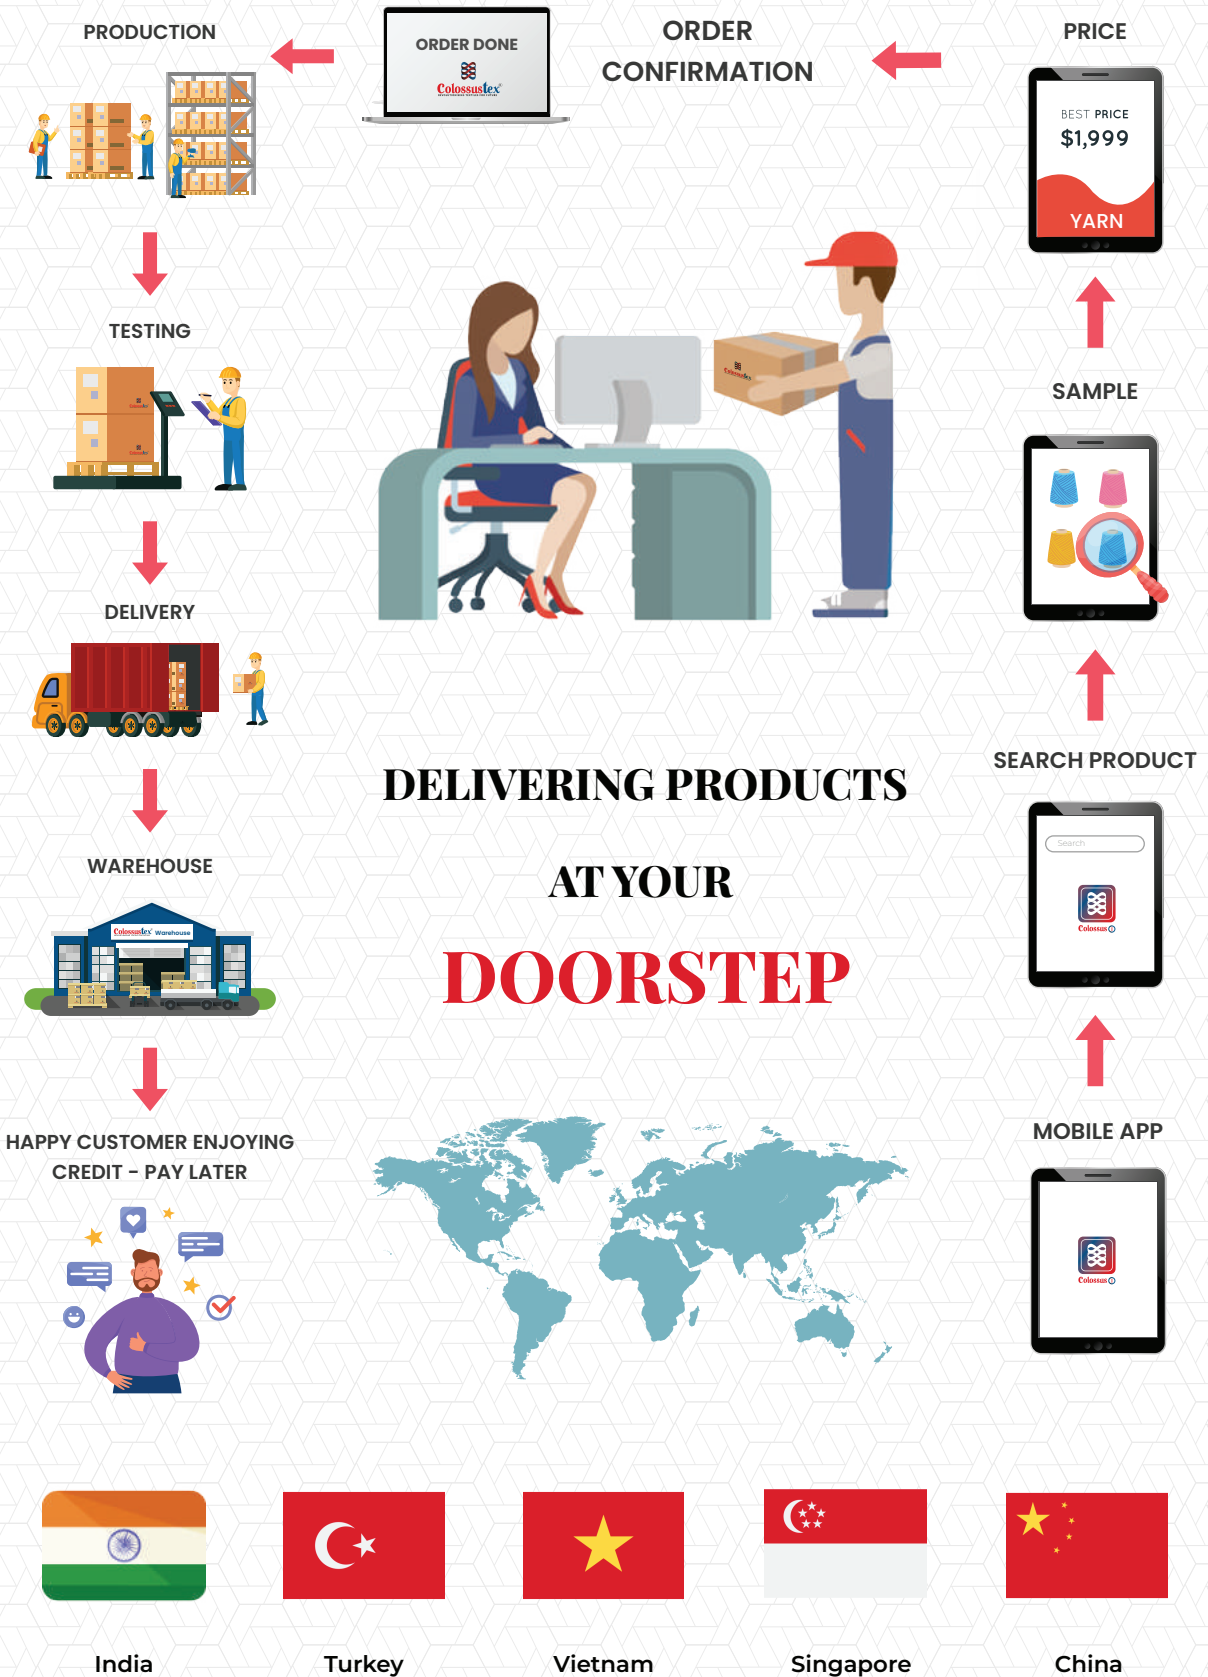 PRODUCTION
ORDER DONE
Colossustex
ORDER
CONFIRMATION
PRICE
BEST PRICE
$1,999
YARN
TESTING
Colossustex
SAMPLE
DELIVERY
SEARCH PRODUCT
Search
Colossus
DELIVERING PRODUCTS
AT YOUR
DOORSTEP
WAREHOUSE
Colossustex Warehouse
HAPPY CUSTOMER ENJOYING
CREDIT - PAY LATER
MOBILE APP
Colossus
India
Turkey
Vietnam
Singapore
China